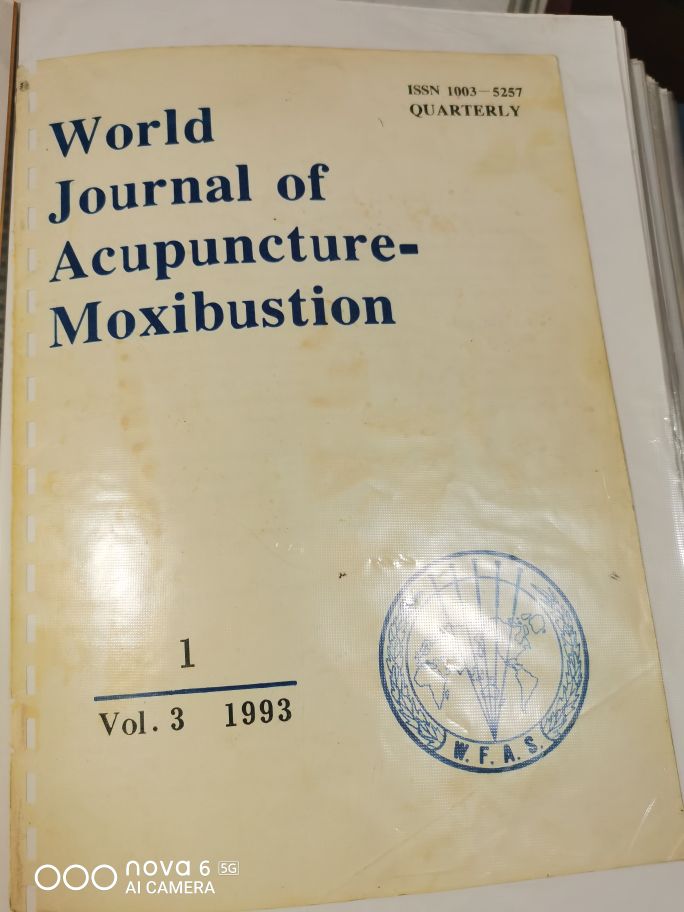 ISSN 1003-5257
QUARTERLY
World
Journal of
Acupuncture-
Moxibustion
1
Vol. 3 1993
W. F. A. S.
nova 6 5G
AI CAMERA